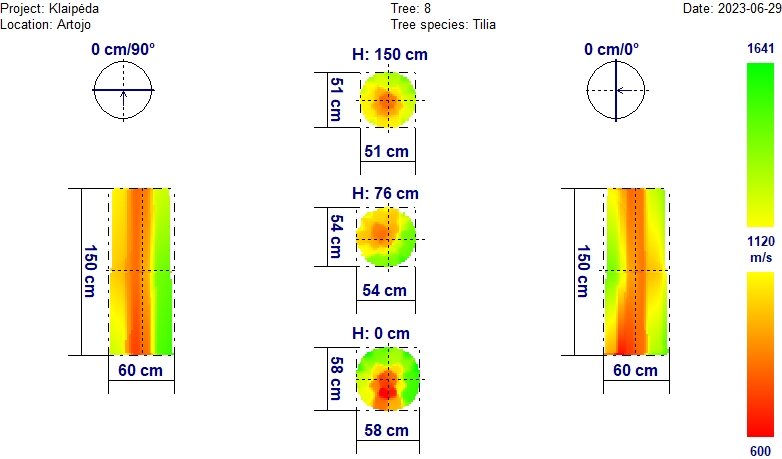 Project: Klaipėda
Tree: 8
Date: 2023-06-29
Location: Artojo
Tree species: Tilia
0 cm/90°
H: 150 cm
0 cm/0°
1641
51 cm
51 cm
H: 76 cm
54 cm
54 cm
150 cm
150 cm
1120
m/s
H: 0 cm
58 cm
60 cm
60 cm
58 cm
600